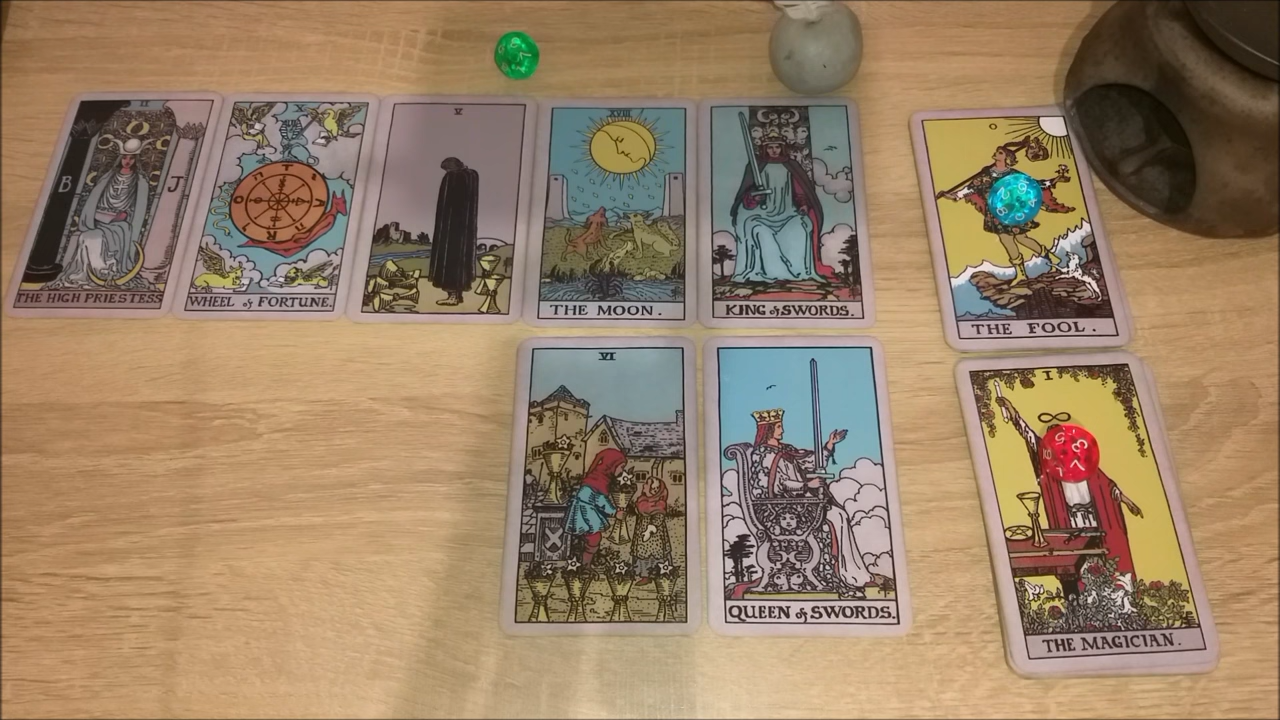 II
B J
THE HIGH PRIESTESS
X
WHEEL of FORTUNE.
V
XVIII
THE MOON.
KING of SWORDS.
THE FOOL.
VI
QUEEN of SWORDS.
I
THE MAGICIAN.